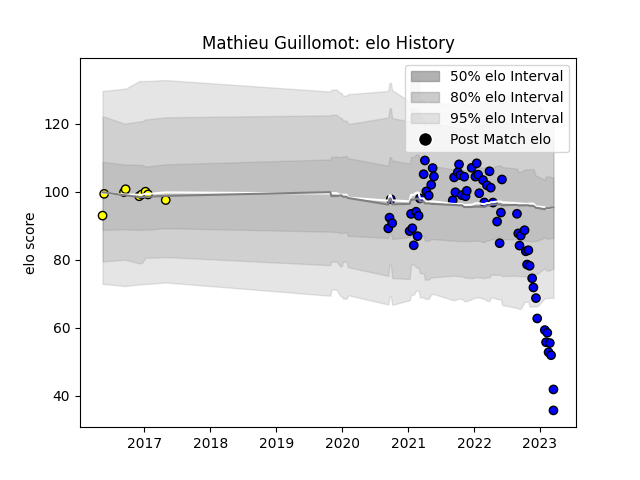 Mathieu Guillomot: elo History
50% elo Interval
80% elo Interval
95% elo Interval
Post Match elo
elo score
120
100
80
60
40
2017
2018
2019
2020
2021
2022
2023